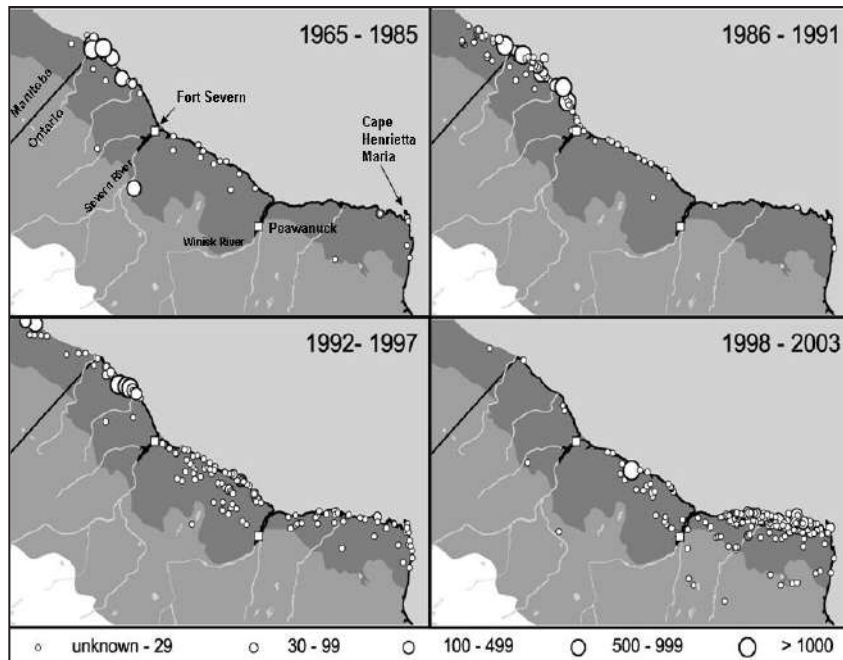 1965 - 1985
Manitoba
Ontario
Fort Severn
Severn River
Cape
Henrietta
Maria
Winisk River
Peawanuck
1986 - 1991
1992 - 1997
1998 - 2003
unknown - 29
30 - 99
100 - 499
500 - 999
> 1000